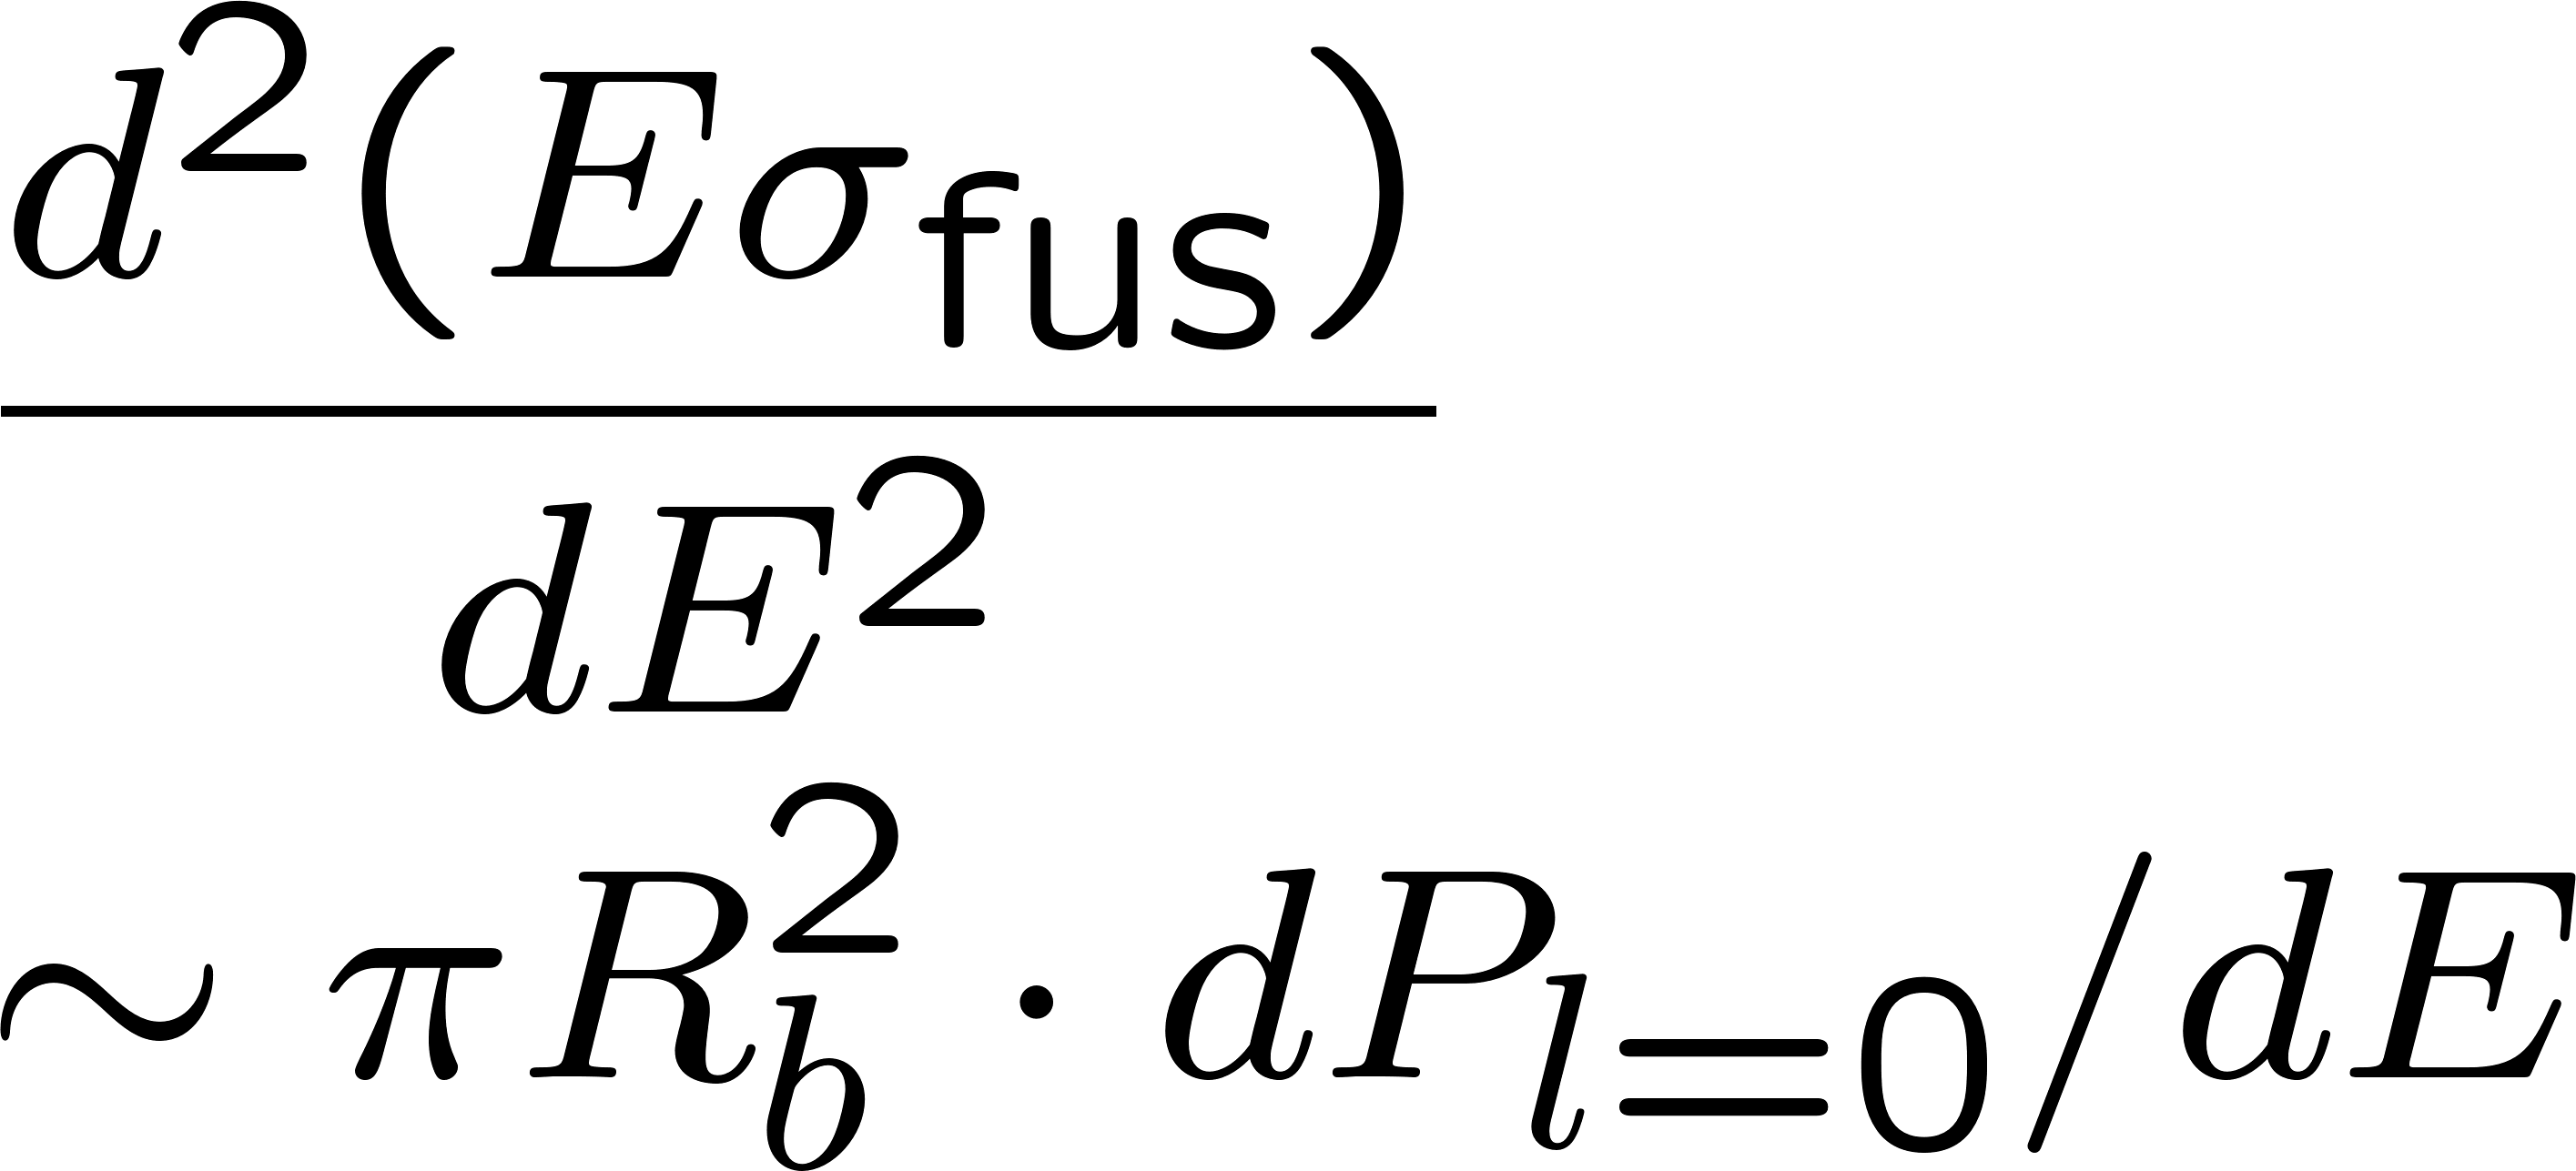 d²(Eσ_fus)
dE²
~ πR_b² · dP_l=0/dE